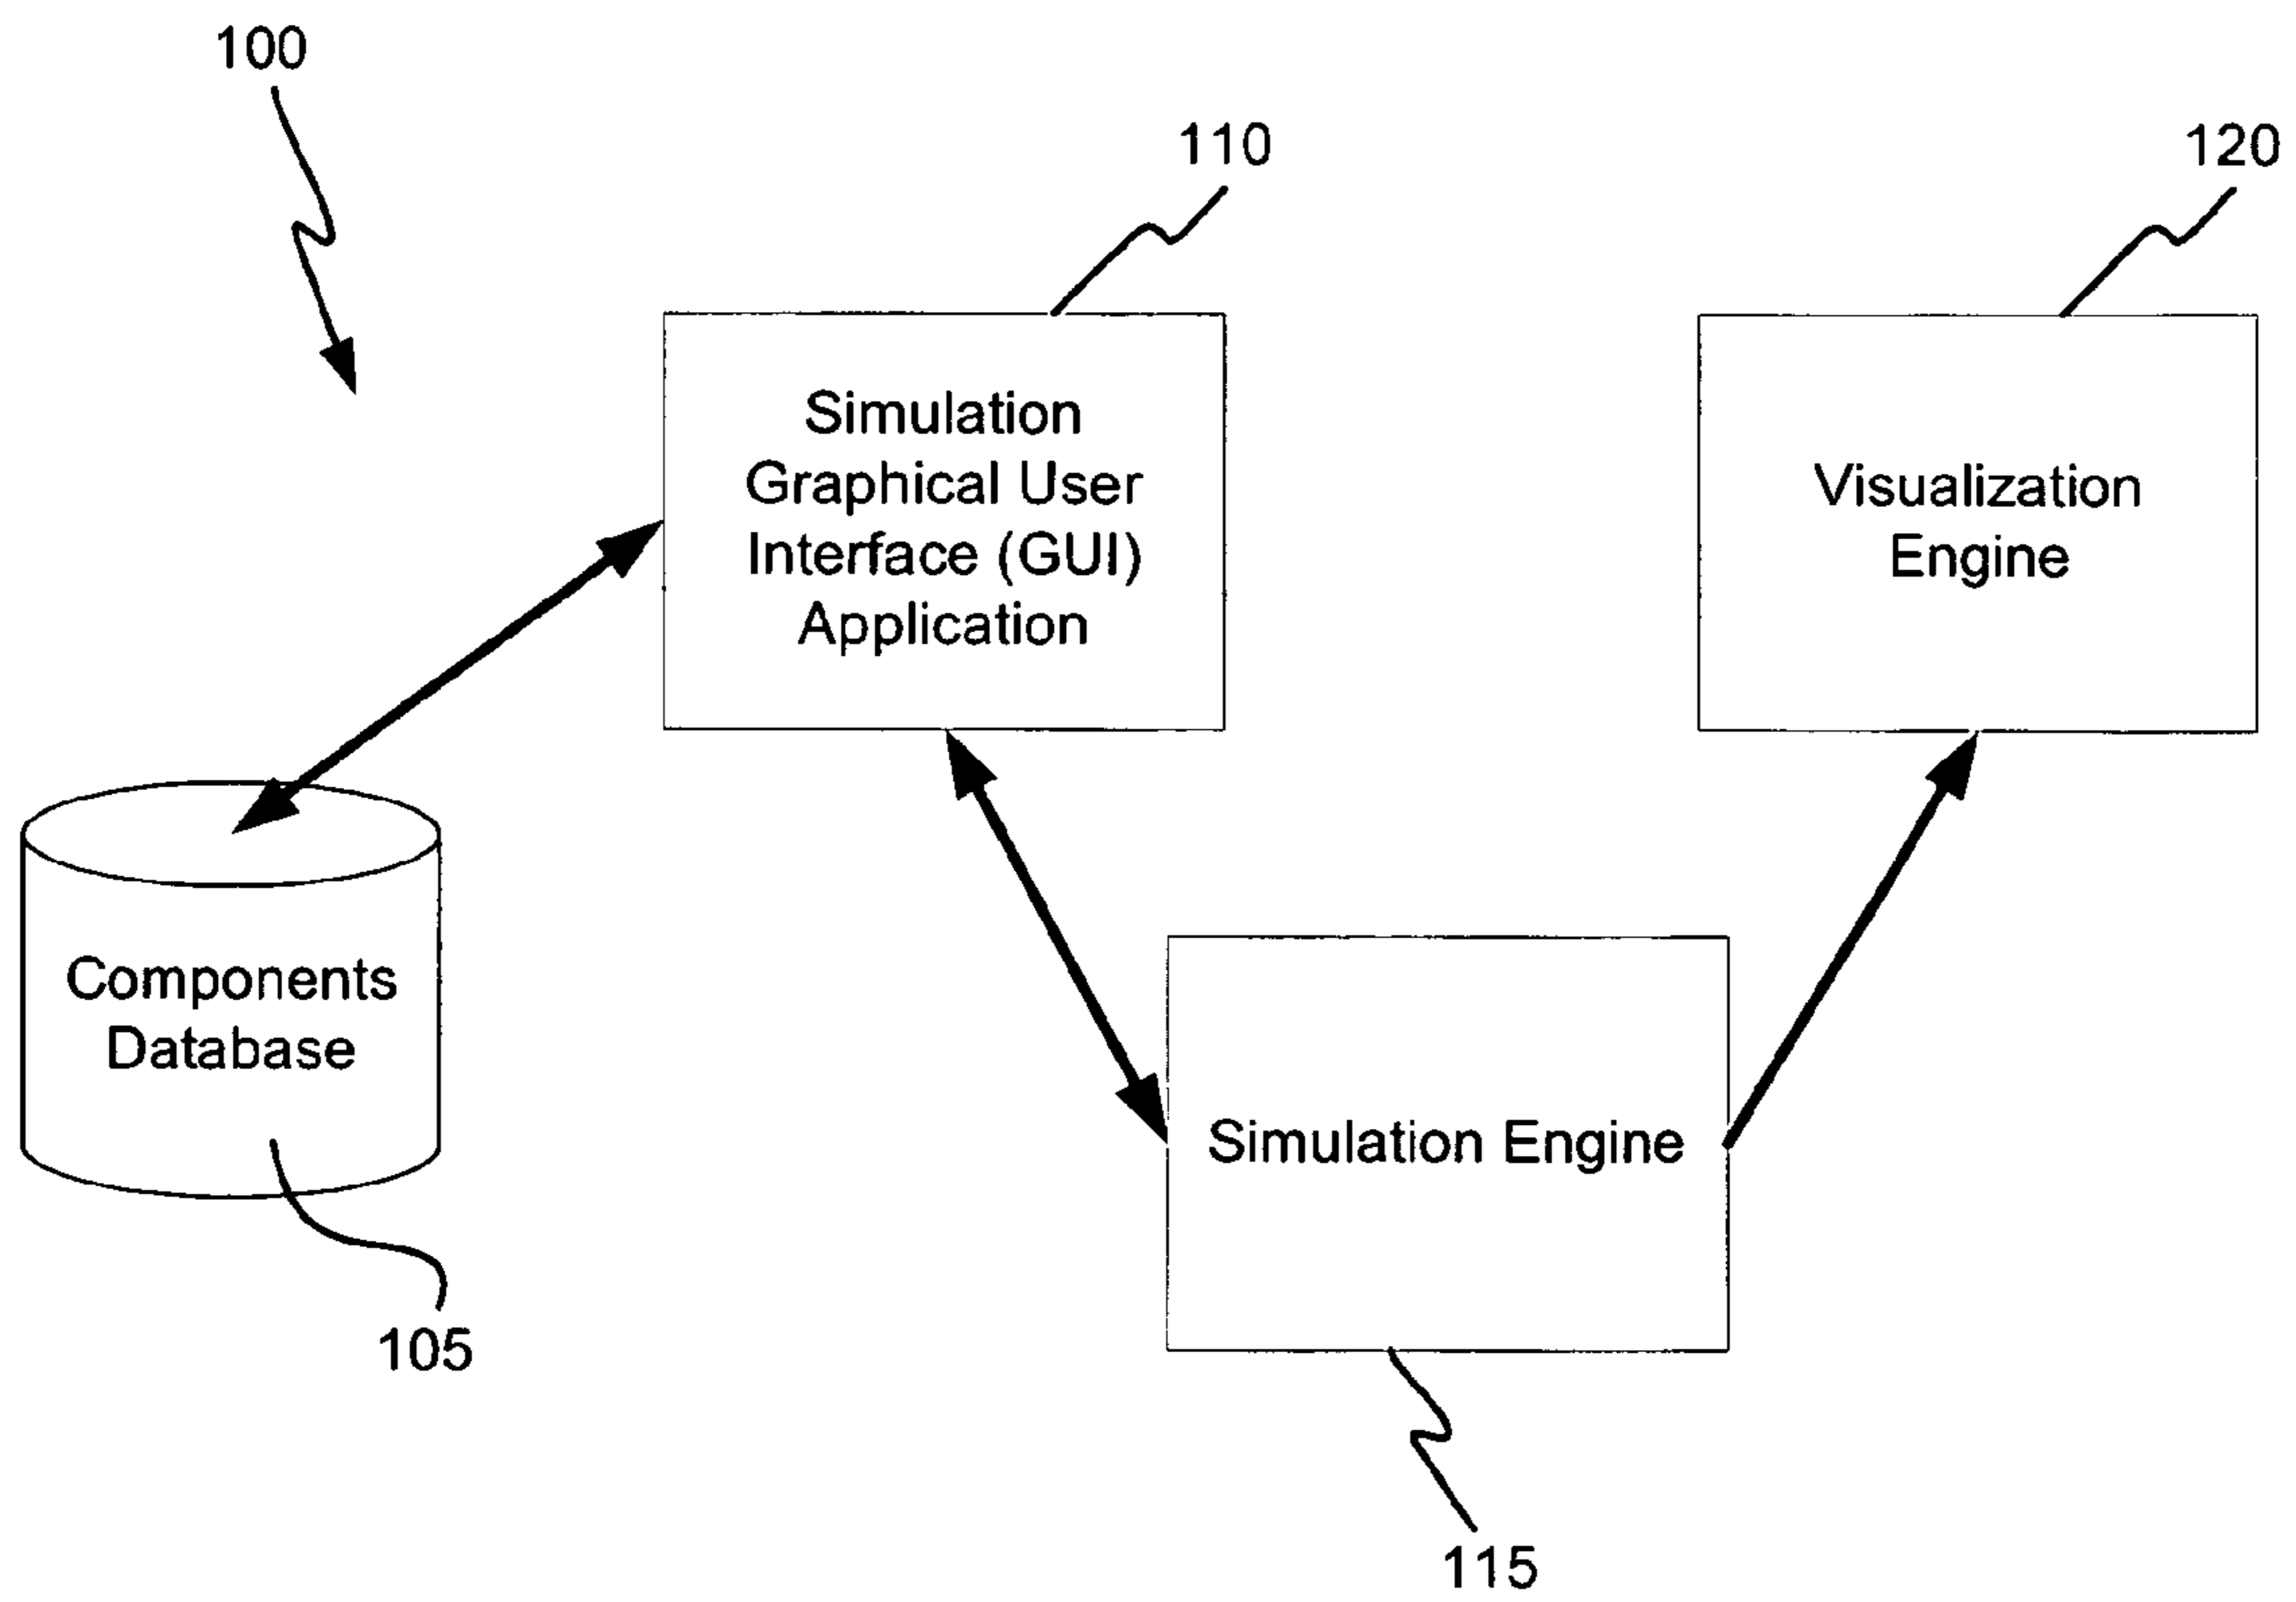 100
110
120
Simulation
Graphical User
Interface (GUI)
Application
Visualization
Engine
Components
Database
Simulation Engine
105
115